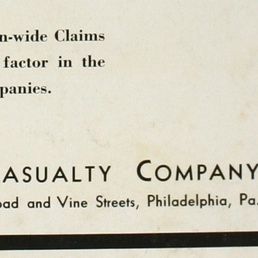 n-wide Claims
factor in the
panies.
ASUALTY COMPANY
oad and Vine Streets, Philadelphia, Pa.